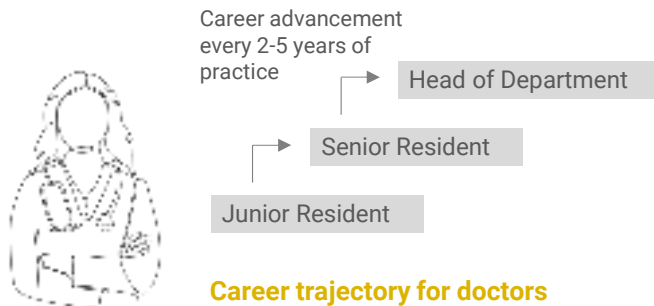 Career advancement
every 2-5 years of
practice
Head of Department
Senior Resident
Junior Resident
Career trajectory for doctors